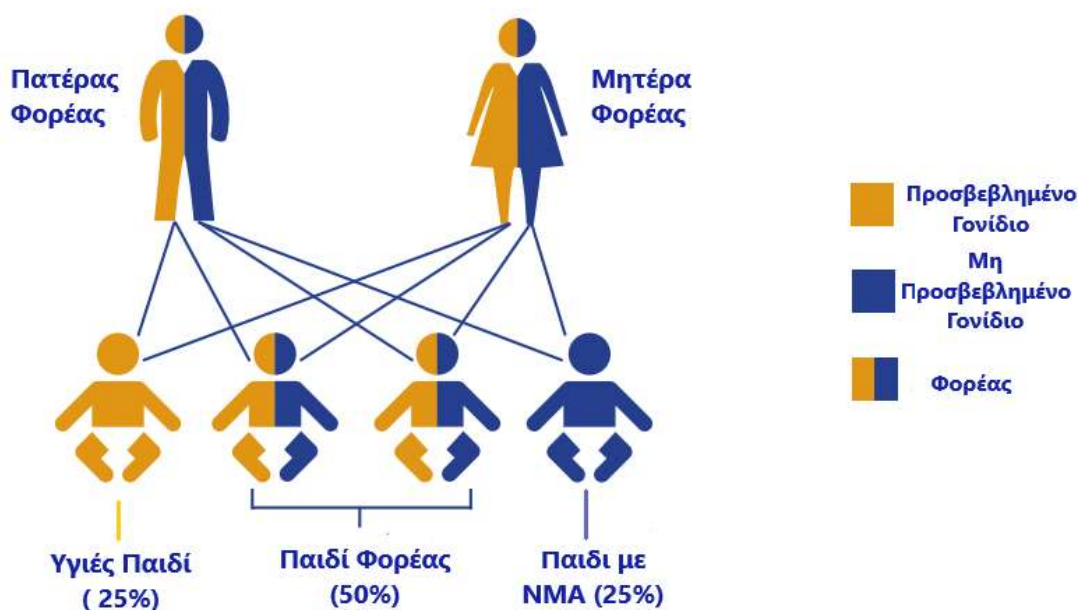 Πατέρας
Φορέας
Μητέρα
Φορέας
Προσβεβλημένο
Γονίδιο
Μη
Προσβεβλημένο
Γονίδιο
Φορέας
Υγιές Παιδί
( 25%)
Παιδί Φορέας
(50%)
Παιδι με
ΝΜΑ (25%)